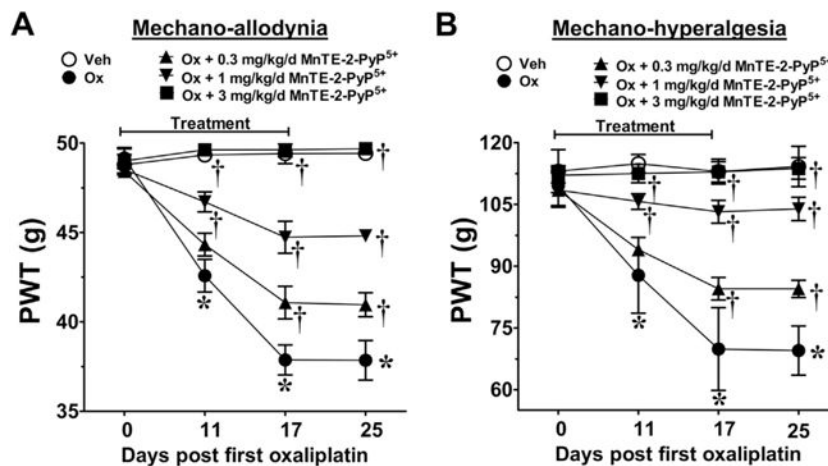 A
Mechano-allodynia
Veh
Ox
Ox + 0.3 mg/kg/d MnTE-2-PyP⁵⁺
Ox + 1 mg/kg/d MnTE-2-PyP⁵⁺
Ox + 3 mg/kg/d MnTE-2-PyP⁵⁺
Treatment
PWT (g)
50
45
40
35
†
†
†
†
†
†
†
†
*
*
*
0 11 17 25
Days post first oxaliplatin
B
Mechano-hyperalgesia
Veh
Ox
Ox + 0.3 mg/kg/d MnTE-2-PyP⁵⁺
Ox + 1 mg/kg/d MnTE-2-PyP⁵⁺
Ox + 3 mg/kg/d MnTE-2-PyP⁵⁺
Treatment
PWT (g)
120
105
90
75
60
†
†
†
†
†
†
†
†
*
*
*
0 11 17 25
Days post first oxaliplatin